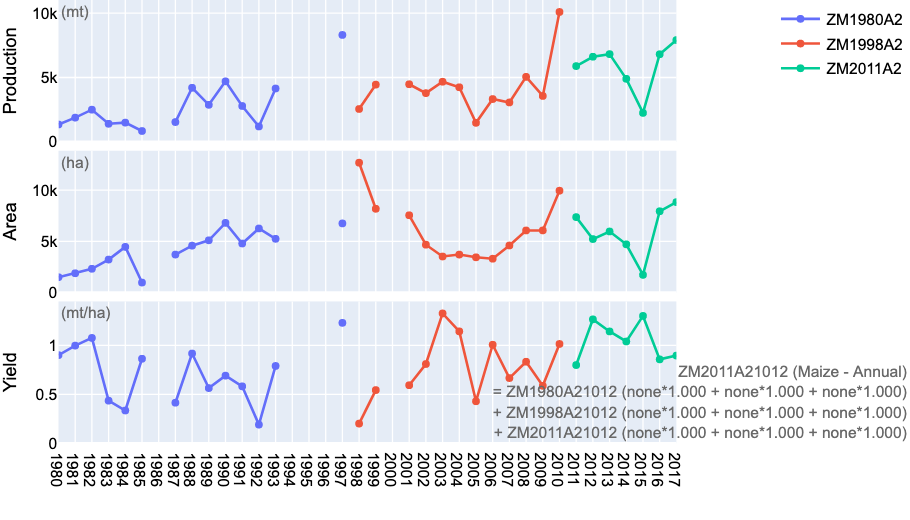 10k (mt)
ZM1980A2
ZM1998A2
ZM2011A2
Production
5k
0
(ha)
10k
Area
5k
0
(mt/ha)
1
Yield
0.5
0
ZM2011A21012 (Maize - Annual)
= ZM1980A21012 (none*1.000 + none*1.000 + none*1.000)
+ ZM1998A21012 (none*1.000 + none*1.000 + none*1.000)
+ ZM2011A21012 (none*1.000 + none*1.000 + none*1.000)
1980 1981 1982 1983 1984 1985 1986 1987 1988 1989 1990 1991 1992 1993 1994 1995 1996 1997 1998 1999 2000 2001 2002 2003 2004 2005 2006 2007 2008 2009 2010 2011 2012 2013 2014 2015 2016 2017